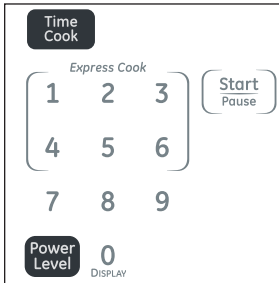 Time
Cook
Express Cook
1 2 3
Start
Pause
4 5 6
7 8 9
Power
Level
0
DISPLAY